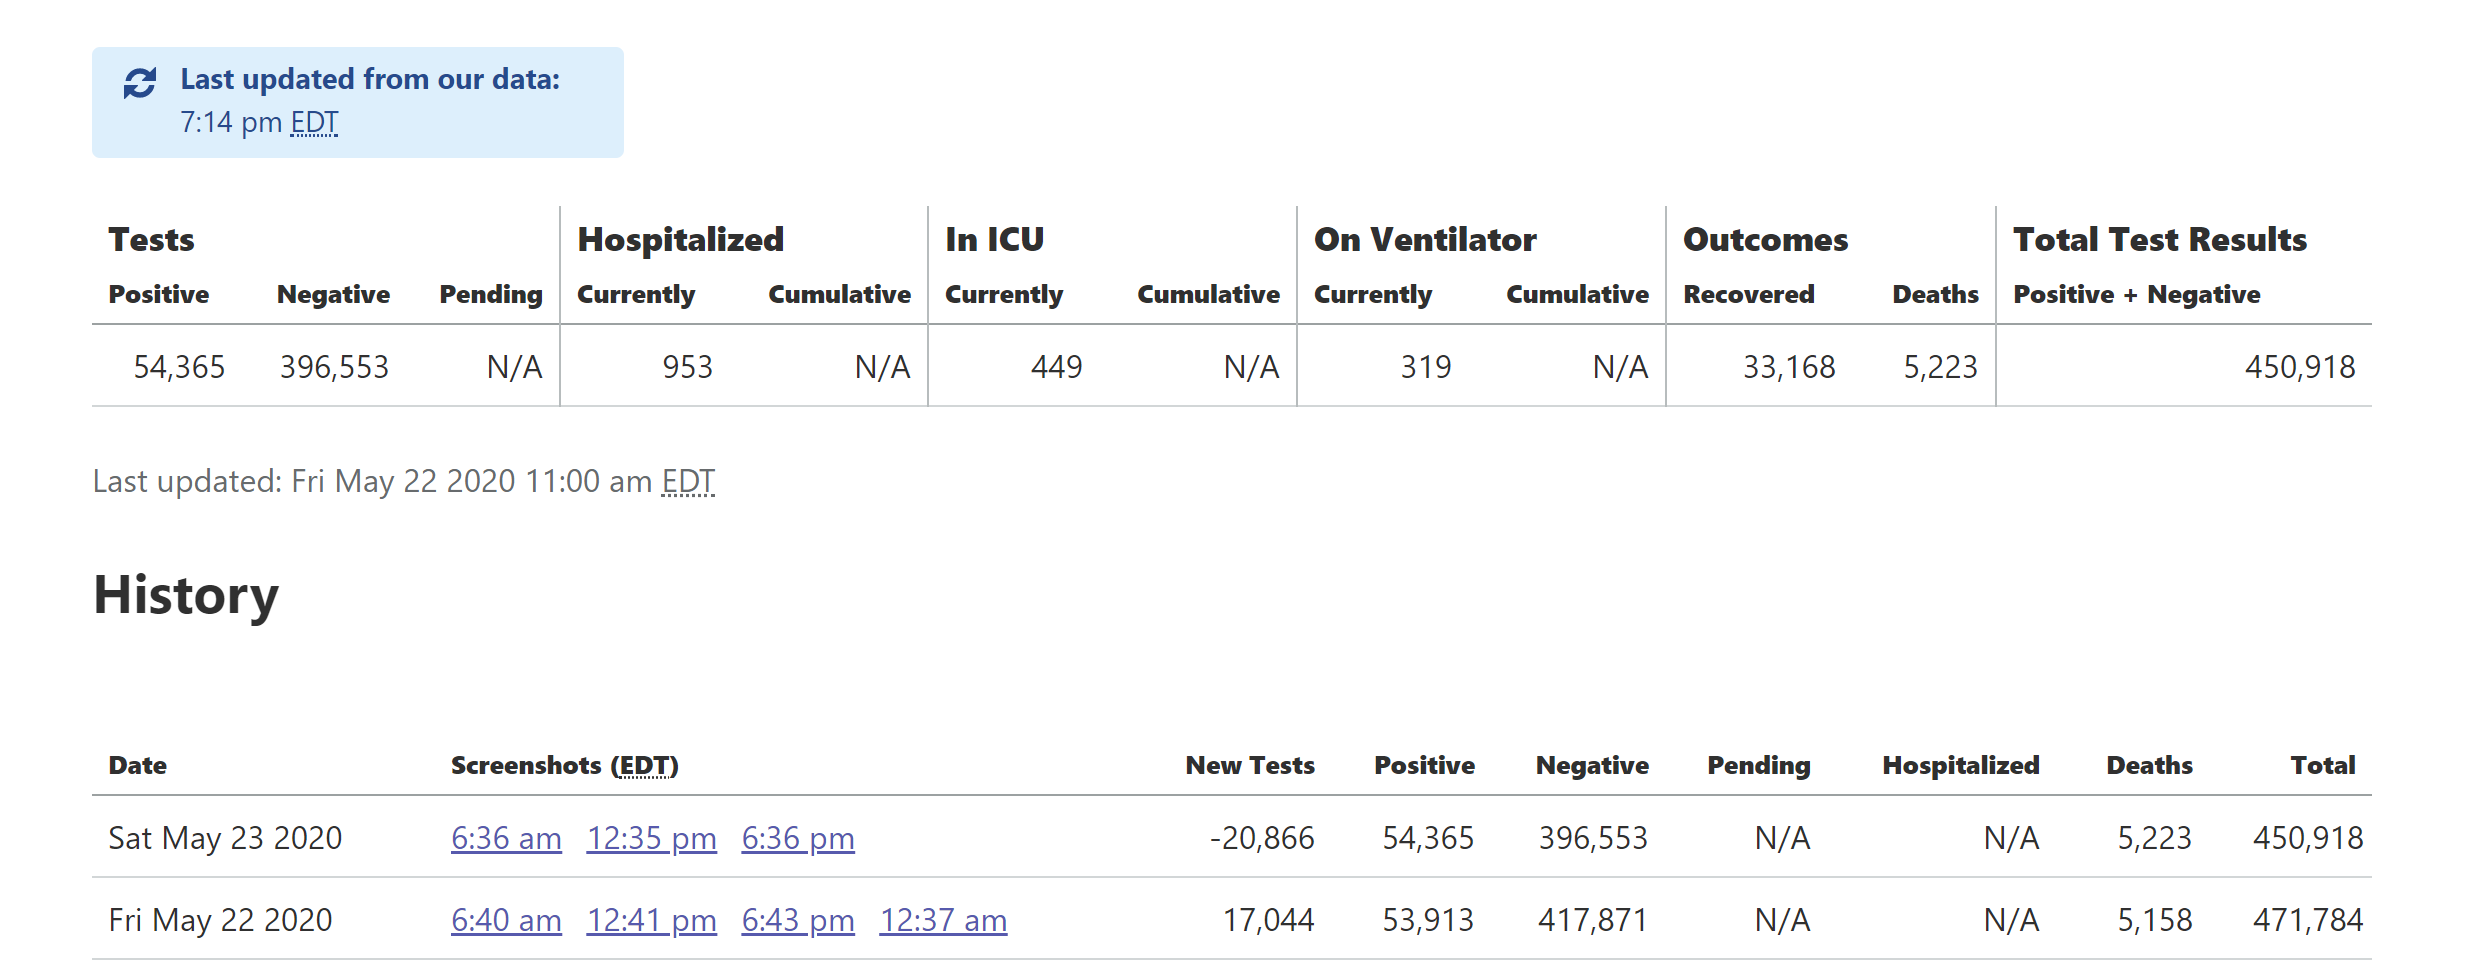 Last updated from our data:
7:14 pm EDT
Tests Hospitalized In ICU On Ventilator Outcomes Total Test Results
Positive Negative Pending Currently Cumulative Currently Cumulative Currently Cumulative Recovered Deaths Positive + Negative
54,365 396,553 N/A 953 N/A 449 N/A 319 N/A 33,168 5,223 450,918
Last updated: Fri May 22 2020 11:00 am EDT
History
Date Screenshots (EDT) New Tests Positive Negative Pending Hospitalized Deaths Total
Sat May 23 2020 6:36 am 12:35 pm 6:36 pm -20,866 54,365 396,553 N/A N/A 5,223 450,918
Fri May 22 2020 6:40 am 12:41 pm 6:43 pm 12:37 am 17,044 53,913 417,871 N/A N/A 5,158 471,784